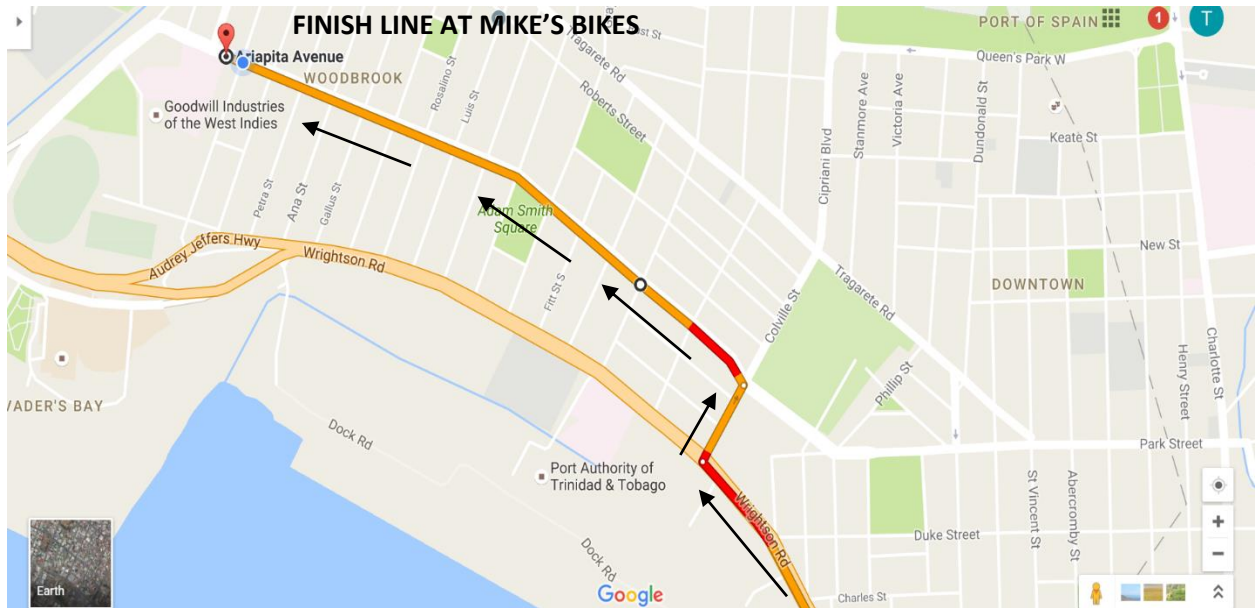 FINISH LINE AT MIKE'S BIKES
PORT OF SPAIN
1
T
Ariapita Avenue
WOODBROOK
Tragarete Rd
Queen's Park W
Goodwill Industries
of the West Indies
Rosalino St
Luis St
Roberts Street
Cipriani Blvd
Stanmore Ave
Victoria Ave
Dundonald St
Keate St
Petra St
Ana St
Gallus St
Adam Smith
Square
Audrey Jeffers Hwy
Wrightson Rd
Fitt St S
New St
DOWNTOWN
Tragarete Rd
Colville St
Phillip St
Henry Street
Charlotte St
VADER'S BAY
Dock Rd
Park Street
Port Authority of
Trinidad & Tobago
Wrightson Rd
St Vincent St
Abercromby St
Duke Street
Dock Rd
Earth
Google
Charles St